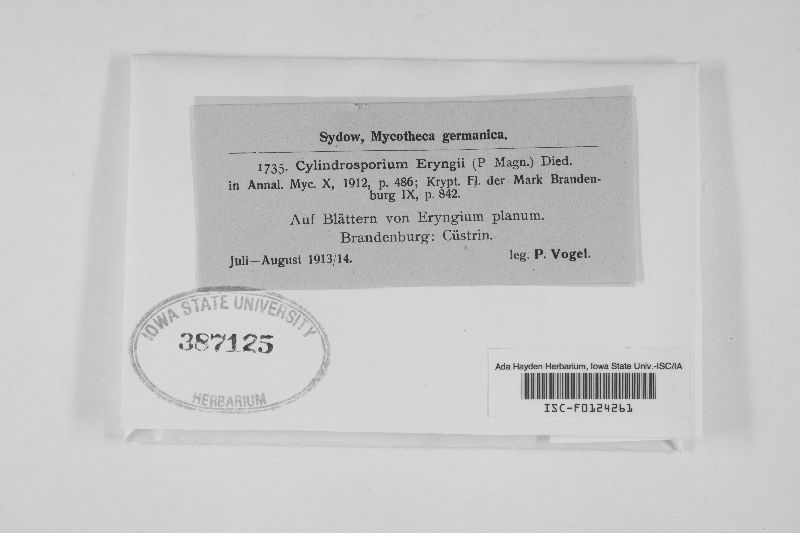 Sydow, Mycotheca germanica.
1735. Cylindrosporium Eryngii (P Magn.) Died.
in Annal. Myc. X, 1912, p. 486; Krypt. Fl. der Mark Branden-
burg IX, p. 842.
Auf Blättern von Eryngium planum.
Brandenburg: Cüstrin.
Juli—August 1913/14. leg. P. Vogel.
IOWA STATE UNIVERSITY
387125
HERBARIUM
Ada Hayden Herbarium, Iowa State Univ.-ISC/IA
ISC-F0124261